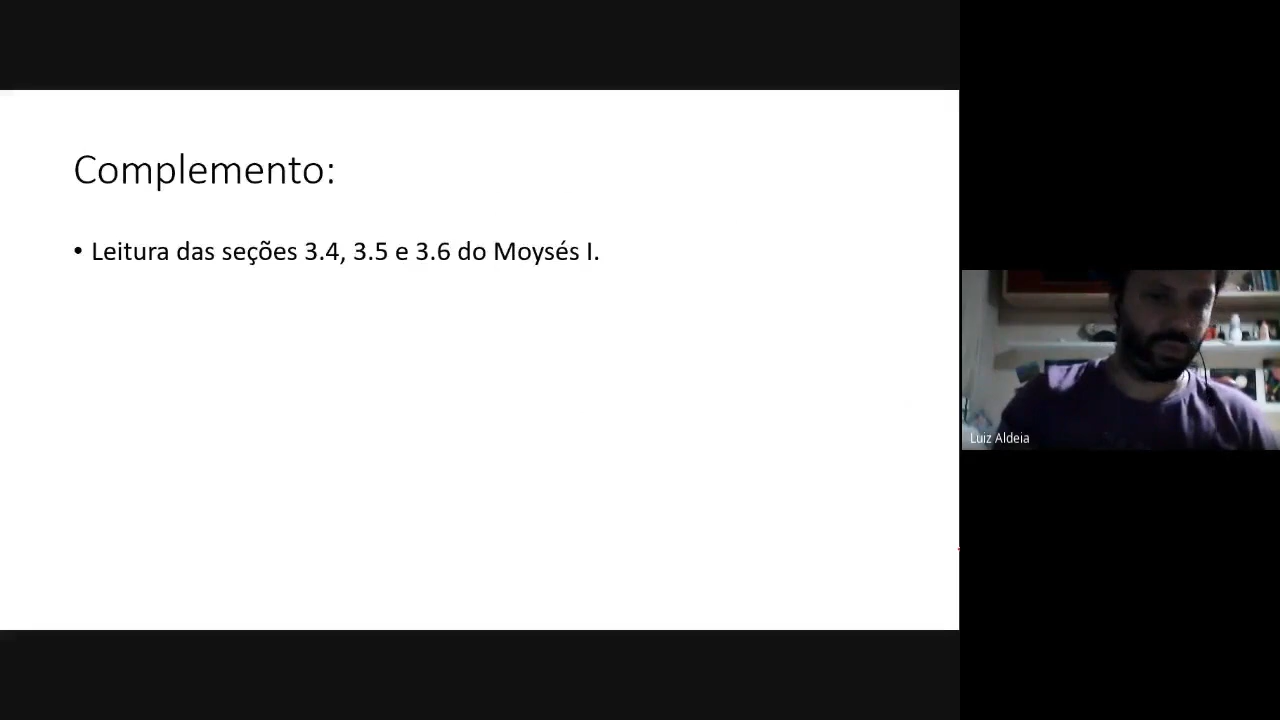 Complemento:
• Leitura das seções 3.4, 3.5 e 3.6 do Moysés I.
Luiz Aldeia